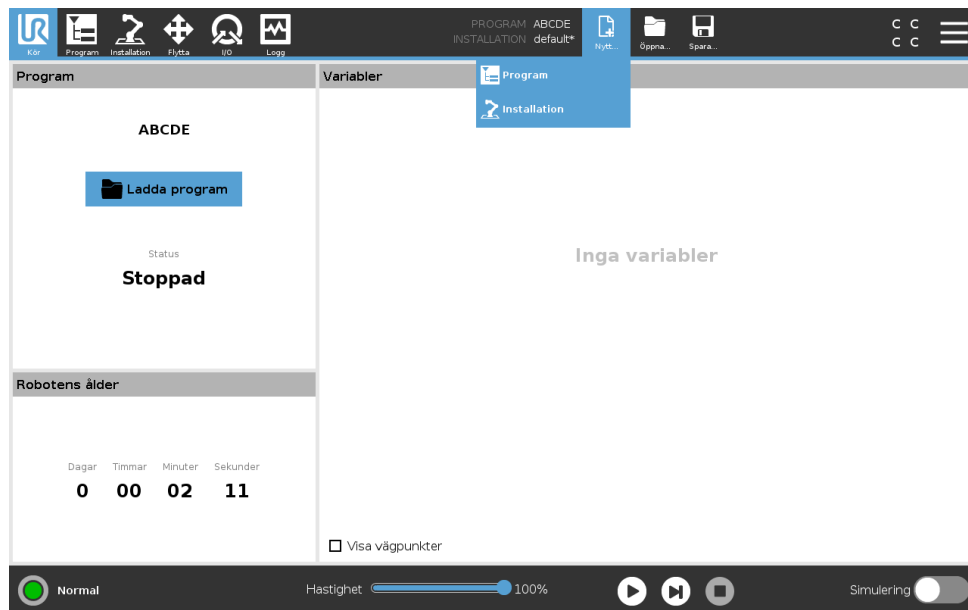 UR
Kör
Program
Installation
Flytta
I/O
Logg
PROGRAM ABCDE
INSTALLATION default*
Nytt...
Öppna...
Spara...
C C
C C
Program
Variabler
Program
Installation
ABCDE
Ladda program
Status
Stoppad
Inga variabler
Robotens ålder
Dagar Timmar Minuter Sekunder
0 00 02 11
Visa vägpunkter
Normal
Hastighet 100%
Simulering